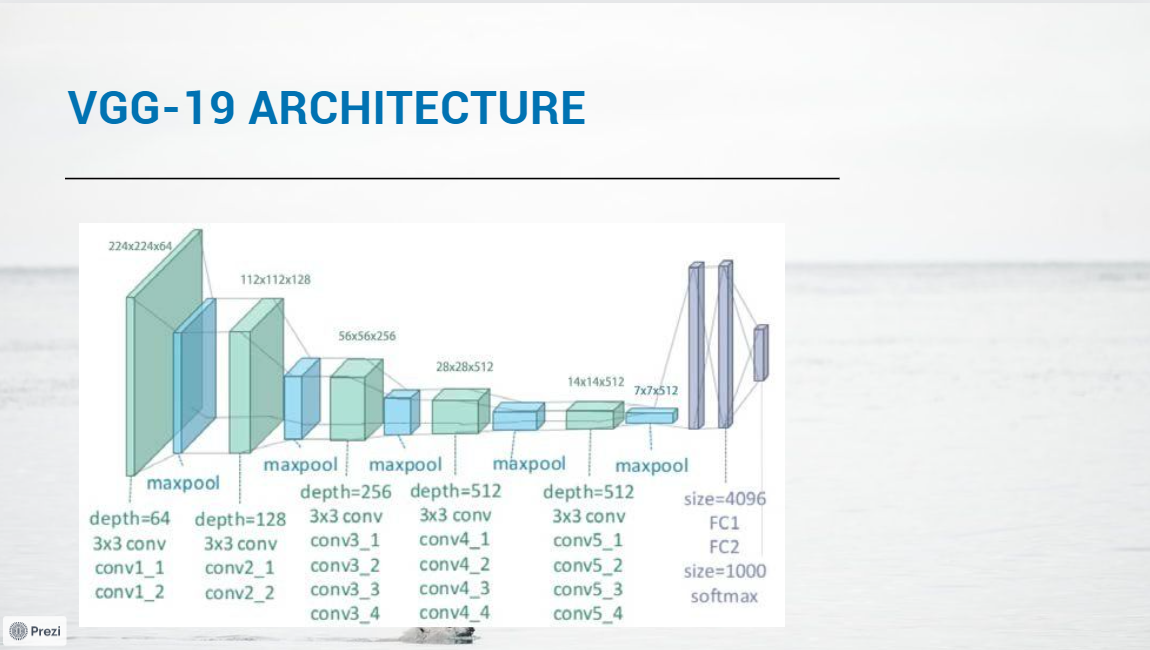 VGG-19 ARCHITECTURE
224x224x64
112x112x128
56x56x256
28x28x512
14x14x512
7x7x512
maxpool
maxpool
maxpool
maxpool
maxpool
depth=64
3x3 conv
conv1_1
conv1_2
depth=128
3x3 conv
conv2_1
conv2_2
depth=256
3x3 conv
conv3_1
conv3_2
conv3_3
conv3_4
depth=512
3x3 conv
conv4_1
conv4_2
conv4_3
conv4_4
depth=512
3x3 conv
conv5_1
conv5_2
conv5_3
conv5_4
size=4096
FC1
FC2
size=1000
softmax
Prezi